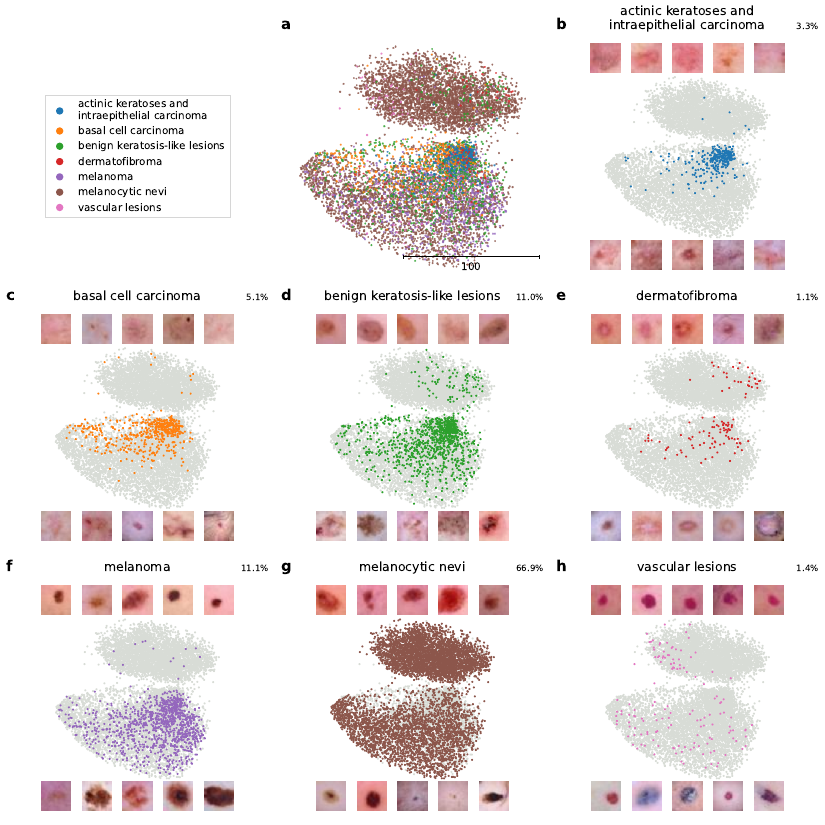 a
b
actinic keratoses and
intraepithelial carcinoma
3.3%
actinic keratoses and
intraepithelial carcinoma
basal cell carcinoma
benign keratosis-like lesions
dermatofibroma
melanoma
melanocytic nevi
vascular lesions
100
c
basal cell carcinoma
5.1%
d
benign keratosis-like lesions
11.0%
e
dermatofibroma
1.1%
f
melanoma
11.1%
g
melanocytic nevi
66.9%
h
vascular lesions
1.4%